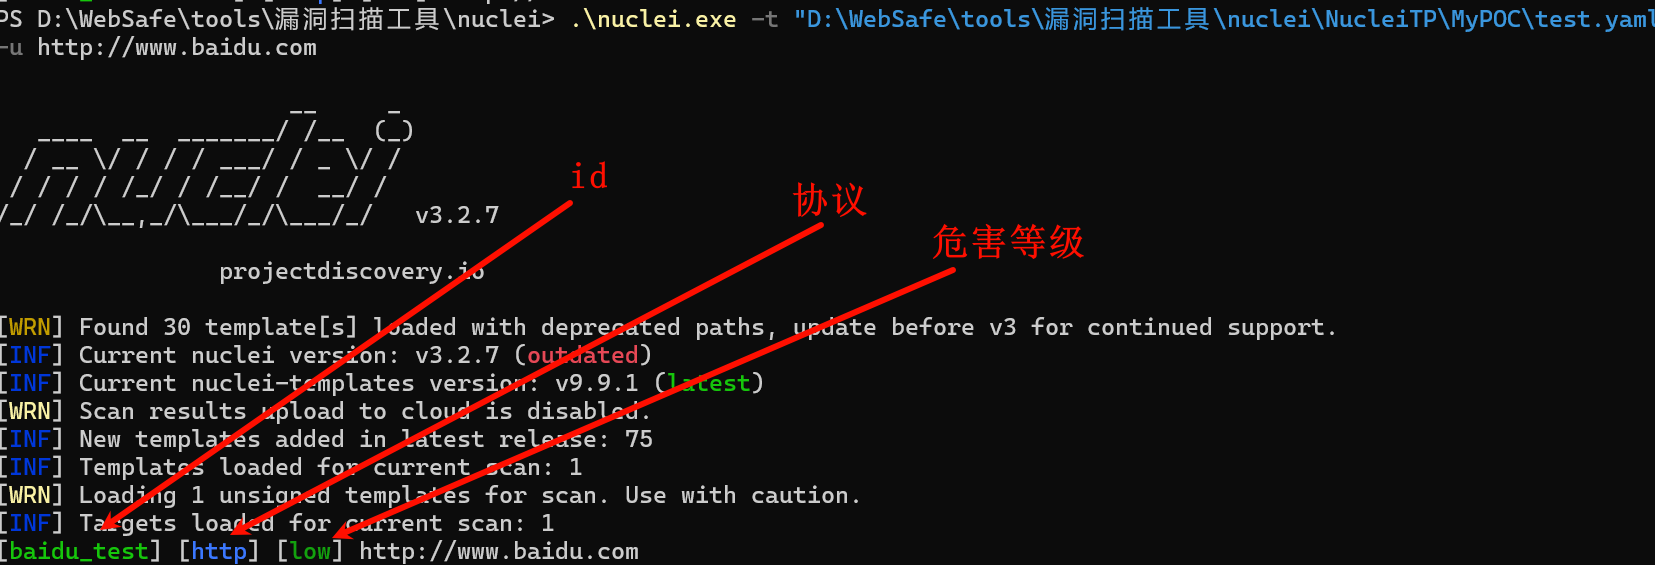 PS D:\WebSafe\tools\漏洞扫描工具\nuclei> .\nuclei.exe -t "D:\WebSafe\tools\漏洞扫描工具\nuclei\NucleiTP\MyPOC\test.yaml
-u http://www.baidu.com
id
协议
v3.2.7
危害等级
projectdiscovery.io
[WRN] Found 30 template[s] loaded with deprecated paths, update before v3 for continued support.
[INF] Current nuclei version: v3.2.7 (outdated)
[INF] Current nuclei-templates version: v9.9.1 (latest)
[WRN] Scan results upload to cloud is disabled.
[INF] New templates added in latest release: 75
[INF] Templates loaded for current scan: 1
[WRN] Loading 1 unsigned templates for scan. Use with caution.
[INF] Targets loaded for current scan: 1
[baidu_test] [http] [low] http://www.baidu.com